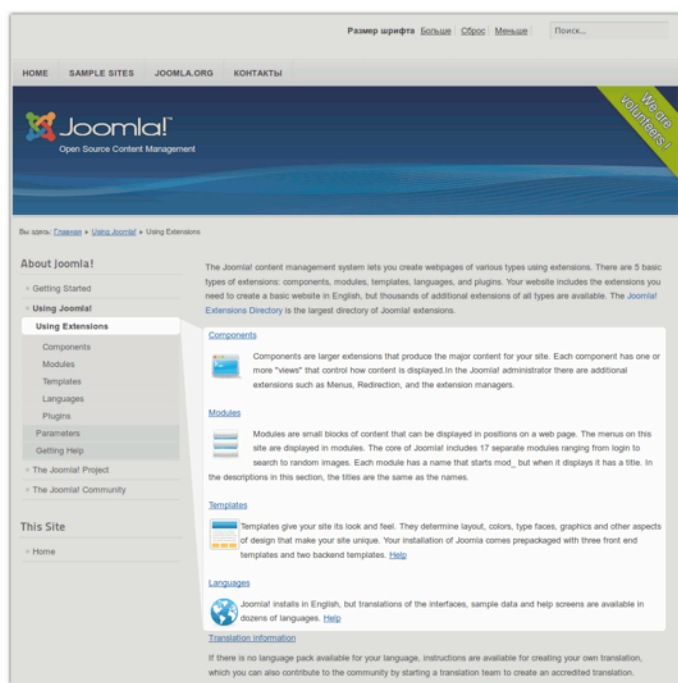 Размер шрифта Больше Сброс Меньше Поиск...
HOME SAMPLE SITES JOOMLA.ORG КОНТАКТЫ
Joomla!™
Open Source Content Management
We are
volunteers!
Вы здесь: Главная Using Joomla! Using Extensions
About Joomla!
Getting Started
Using Joomla!
Using Extensions
Components
Modules
Templates
Languages
Plugins
Parameters
Getting Help
The Joomla! Project
The Joomla! Community
This Site
Home
The Joomla! content management system lets you create webpages of various types using extensions. There are 5 basic
types of extensions: components, modules, templates, languages, and plugins. Your website includes the extensions you
need to create a basic website in English, but thousands of additional extensions of all types are available. The Joomla!
Extensions Directory is the largest directory of Joomla! extensions.
Components
Components are larger extensions that produce the major content for your site. Each component has one or
more "views" that control how content is displayed.In the Joomla! administrator there are additional
extensions such as Menus, Redirection, and the extension managers.
Modules
Modules are small blocks of content that can be displayed in positions on a web page. The menus on this
site are displayed in modules. The core of Joomla! includes 17 separate modules ranging from login to
search to random images. Each module has a name that starts mod_ but when it displays it has a title. In
the descriptions in this section, the titles are the same as the names.
Templates
Templates give your site its look and feel. They determine layout, colors, type faces, graphics and other aspects
of design that make your site unique. Your installation of Joomla comes prepackaged with three front end
templates and two backend templates. Help
Languages
Joomla! installs in English, but translations of the interfaces, sample data and help screens are available in
dozens of languages. Help
Translation information
If there is no language pack available for your language, instructions are available for creating your own translation,
which you can also contribute to the community by starting a translation team to create an accredited translation.